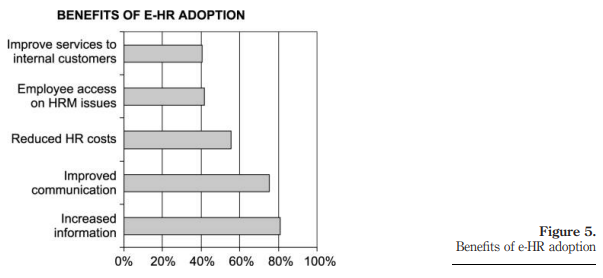 BENEFITS OF E-HR ADOPTION
Improve services to
internal customers
Employee access
on HRM issues
Reduced HR costs
Improved
communication
Increased
information
0% 20% 40% 60% 80% 100%
Figure 5.
Benefits of e-HR adoption